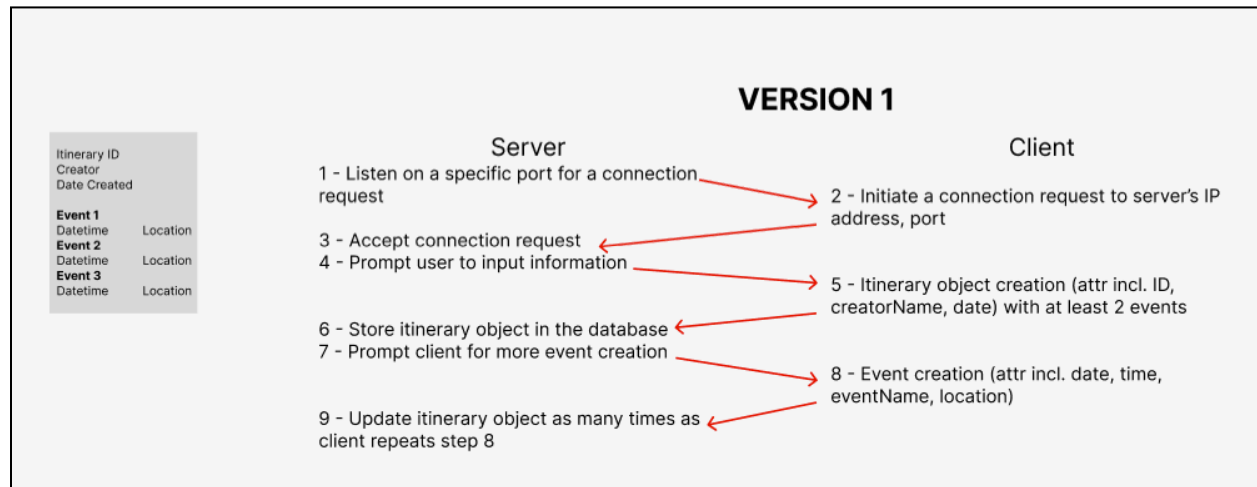 VERSION 1
Itinerary ID
Creator
Date Created
Event 1
Datetime Location
Event 2
Datetime Location
Event 3
Datetime Location
Server
1 - Listen on a specific port for a connection
request
3 - Accept connection request
4 - Prompt user to input information
6 - Store itinerary object in the database
7 - Prompt client for more event creation
9 - Update itinerary object as many times as
client repeats step 8
Client
2 - Initiate a connection request to server's IP
address, port
5 - Itinerary object creation (attr incl. ID,
creatorName, date) with at least 2 events
8 - Event creation (attr incl. date, time,
eventName, location)